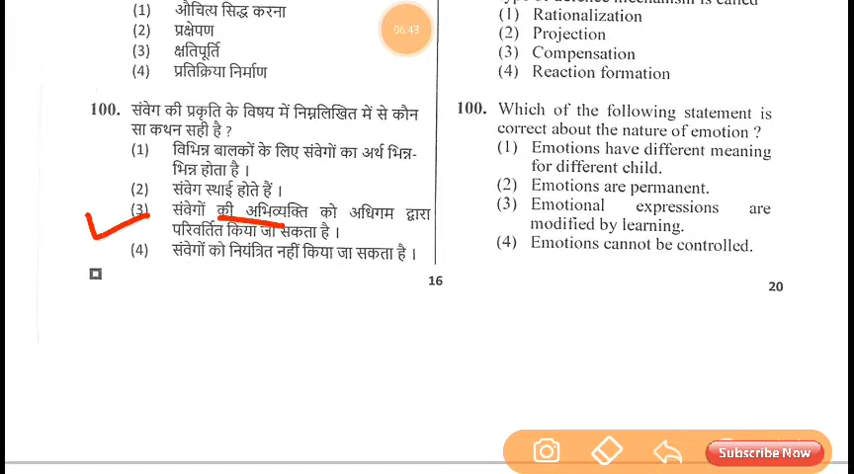 (1) औचित्य सिद्ध करना
(2) प्रक्षेपण
(3) क्षतिपूर्ति
(4) प्रतिक्रिया निर्माण
100. संवेग की प्रकृति के विषय में निम्नलिखित में से कौन
सा कथन सही है ?
(1) विभिन्न बालकों के लिए संवेगों का अर्थ भिन्न-
भिन्न होता है ।
(2) संवेग स्थाई होते हैं ।
(3) संवेगों की अभिव्यक्ति को अधिगम द्वारा
परिवर्तित किया जा सकता है ।
(4) संवेगों को नियंत्रित नहीं किया जा सकता है ।
16
06:43
(1) Rationalization
(2) Projection
(3) Compensation
(4) Reaction formation
100. Which of the following statement is
correct about the nature of emotion ?
(1) Emotions have different meaning
for different child.
(2) Emotions are permanent.
(3) Emotional expressions are
modified by learning.
(4) Emotions cannot be controlled.
20
Subscribe Now